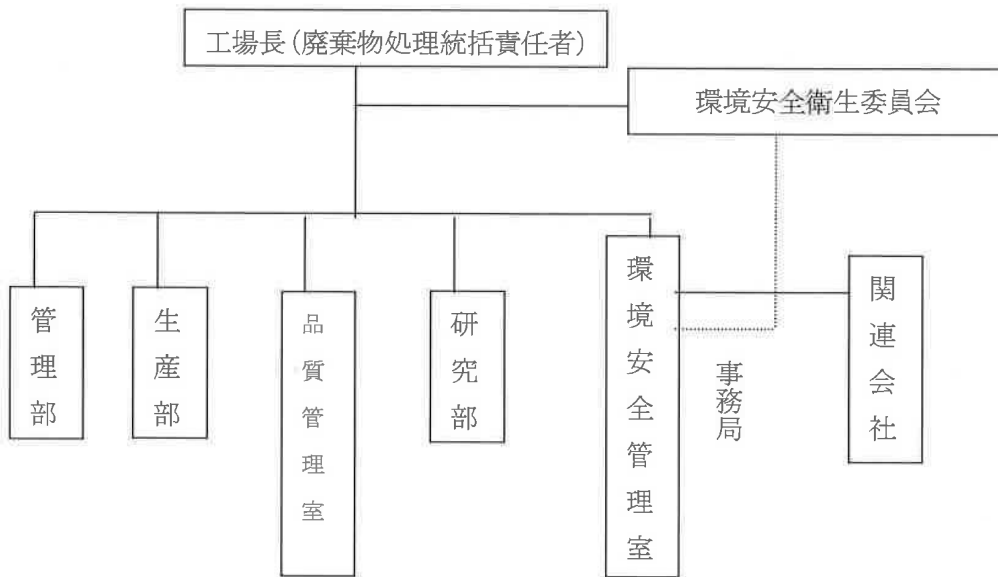 工場長(廃棄物処理統括責任者)
環境安全衛生委員会
管理部
生産部
品質管理室
研究部
環境安全管理室
事務局
関連会社